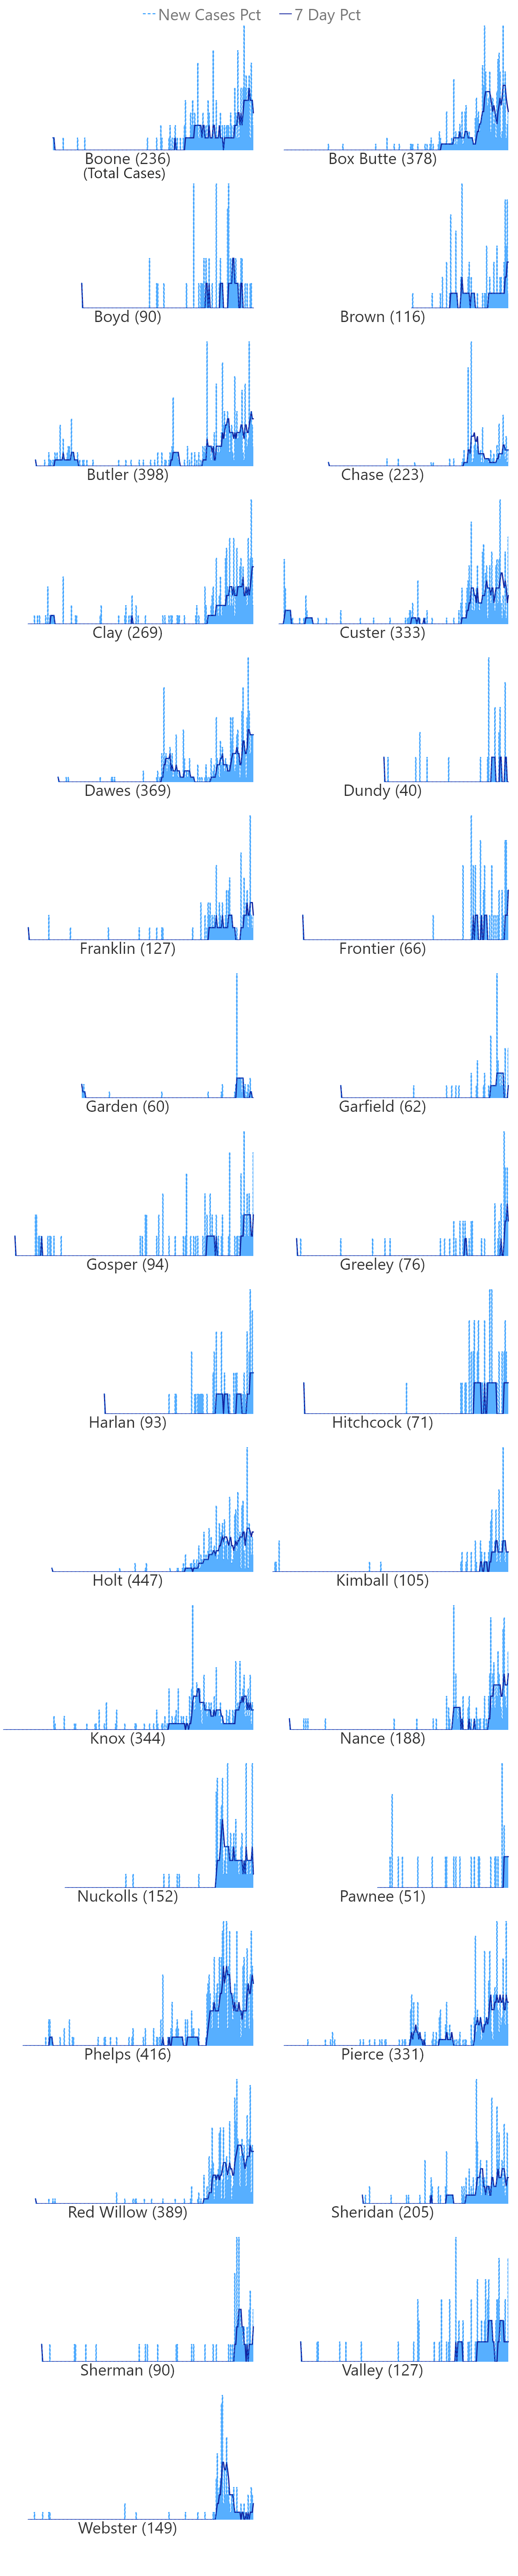 New Cases Pct 7 Day Pct
Boone (236) Box Butte (378)
(Total Cases)
Boyd (90) Brown (116)
Butler (398) Chase (223)
Clay (269) Custer (333)
Dawes (369) Dundy (40)
Franklin (127) Frontier (66)
Garden (60) Garfield (62)
Gosper (94) Greeley (76)
Harlan (93) Hitchcock (71)
Holt (447) Kimball (105)
Knox (344) Nance (188)
Nuckolls (152) Pawnee (51)
Phelps (416) Pierce (331)
Red Willow (389) Sheridan (205)
Sherman (90) Valley (127)
Webster (149)